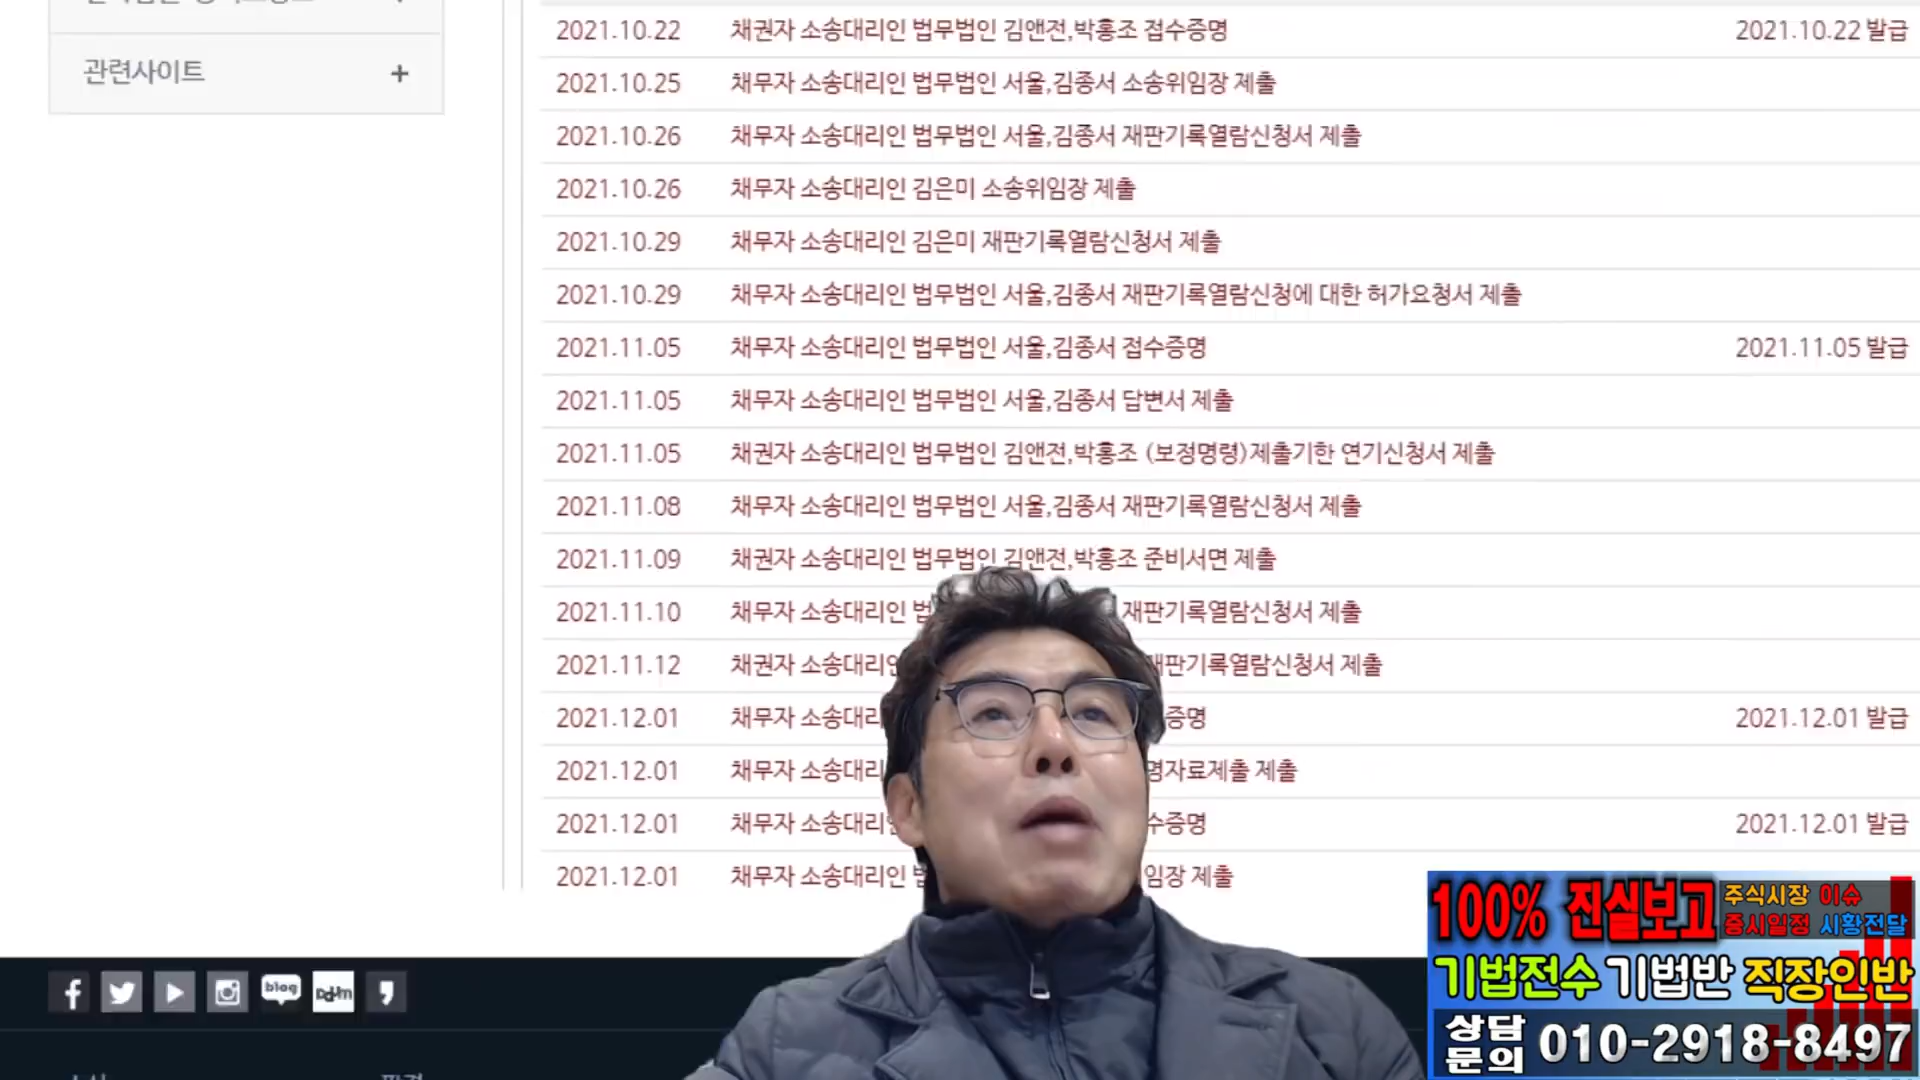 관련사이트 +
2021.10.22 채권자 소송대리인 법무법인 김앤전,박홍조 접수증명 2021.10.22 발급
2021.10.25 채무자 소송대리인 법무법인 서울,김종서 소송위임장 제출
2021.10.26 채무자 소송대리인 법무법인 서울,김종서 재판기록열람신청서 제출
2021.10.26 채무자 소송대리인 김은미 소송위임장 제출
2021.10.29 채무자 소송대리인 김은미 재판기록열람신청서 제출
2021.10.29 채무자 소송대리인 법무법인 서울,김종서 재판기록열람신청에 대한 허가요청서 제출
2021.11.05 채무자 소송대리인 법무법인 서울,김종서 접수증명 2021.11.05 발급
2021.11.05 채무자 소송대리인 법무법인 서울,김종서 답변서 제출
2021.11.05 채권자 소송대리인 법무법인 김앤전,박홍조 (보정명령)제출기한 연기신청서 제출
2021.11.08 채무자 소송대리인 법무법인 서울,김종서 재판기록열람신청서 제출
2021.11.09 채권자 소송대리인 법무법인 김앤전,박홍조 준비서면 제출
2021.11.10 채무자 소송대리인 법 재판기록열람신청서 제출
2021.11.12 채권자 소송대리인 재판기록열람신청서 제출
2021.12.01 채무자 소송대리 증명 2021.12.01 발급
2021.12.01 채무자 소송대리 명자료제출 제출
2021.12.01 채무자 소송대리 수증명 2021.12.01 발급
2021.12.01 채무자 소송대리인 임장 제출
blog
Daum
100% 진실보고 주식시장 이슈
증시일정 시황전달
기법전수 기법반 직장인반
상담
문의 010-2918-8497